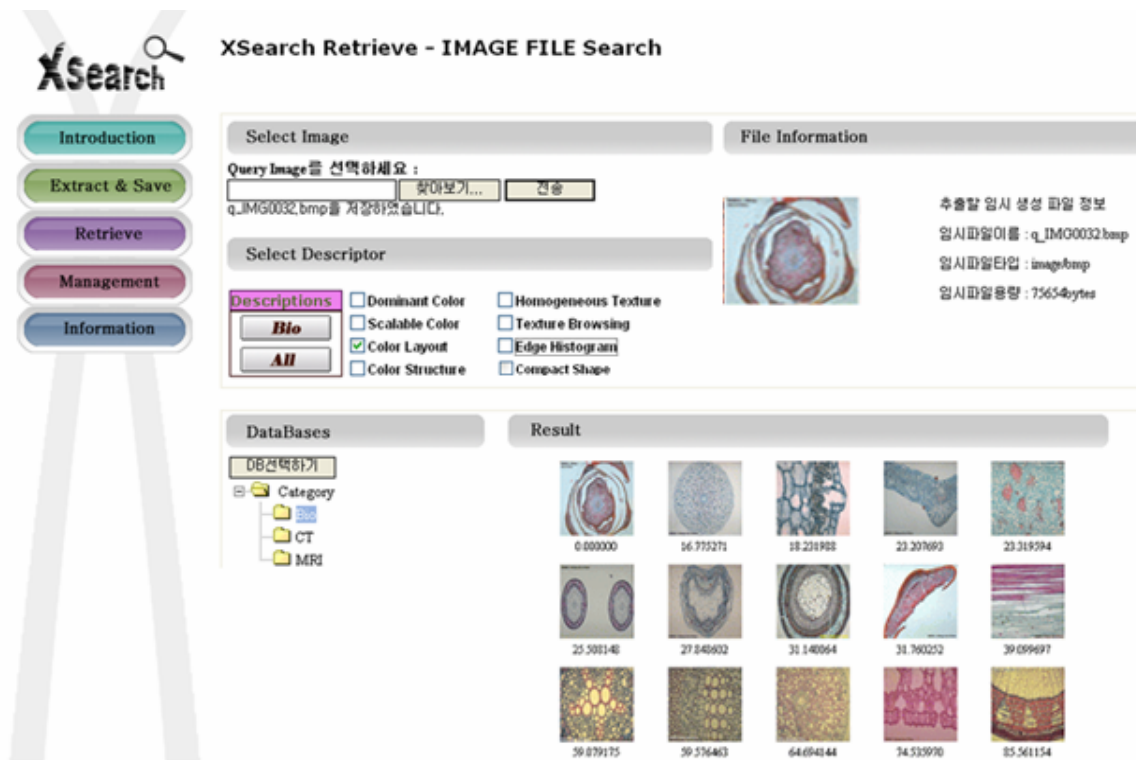 XSearch
XSearch Retrieve - IMAGE FILE Search
Introduction
Extract & Save
Retrieve
Management
Information
Select Image
Query Image를 선택하세요 :
찾아보기... 전송
q_IMG0032.bmp을 저장하였습니다.
Select Descriptor
Descriptions
Bio
All
Dominant Color
Scalable Color
Color Layout
Color Structure
Homogeneous Texture
Texture Browsing
Edge Histogram
Compact Shape
File Information
추출할 임시 생성 파일 정보
임시파일이름 : q_IMG0032.bmp
임시파일타입 : image/bmp
임시파일용량 : 75654bytes
DataBases
DB선택하기
Category
Bio
CT
MRI
Result
0.000000 16.775271 18.231988 23.207693 23.319594
25.508148 27.848602 31.148064 31.760252 39.099697
59.079175 59.576463 64.694144 74.535970 85.561154